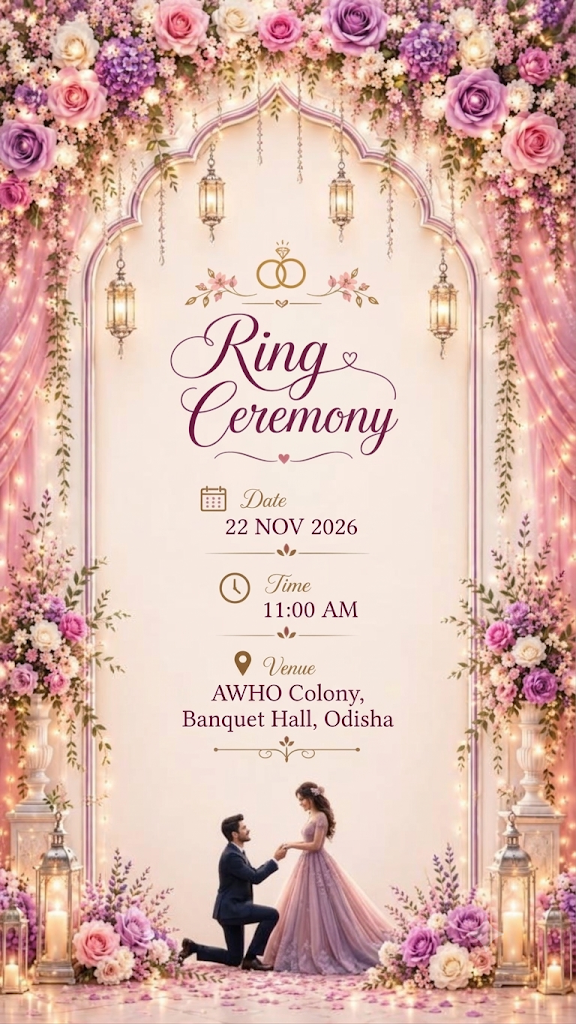 Ring
Ceremony
Date
22 NOV 2026
Time
11:00 AM
Venue
AWHO Colony,
Banquet Hall, Odisha